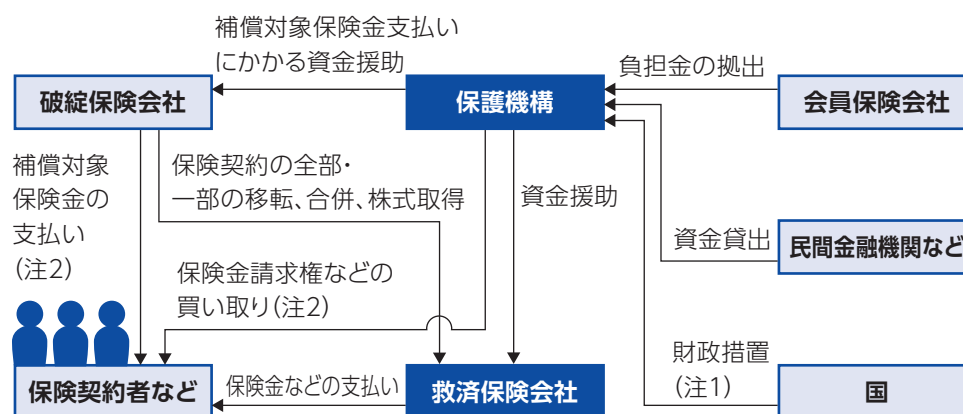 補償対象保険金支払い
にかかる資金援助
負担金の拠出
破綻保険会社
保護機構
会員保険会社
補償対象
保険金の
支払い
(注2)
保険契約の全部・
一部の移転、合併、株式取得
資金援助
資金貸出
民間金融機関など
保険金請求権などの
買い取り(注2)
財政措置
(注1)
保険契約者など
保険金などの支払い
救済保険会社
国